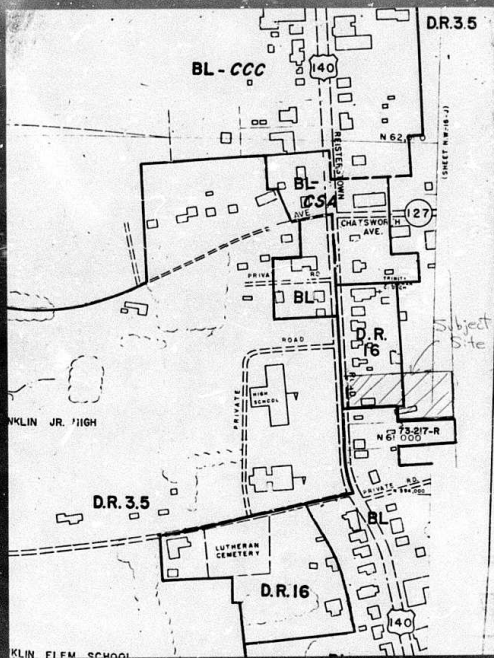 D.R.3.5
BL-CCC
140
N 62,
(SHEET N.W.-16-J)
REISTERSTOWN
BL-
CSA
AVE
127
CHATSWORTH
AVE.
TRINITY
PRIVATE RD
BL
D.R.
16
Subject
Site
ROAD
PRIVATE
HIGH
SCHOOL
RD.
NKLIN JR. HIGH
73-217-R
N 61,000
PRIVATE RD.
D.R. 3.5
BL
LUTHERAN
CEMETERY
D.R.16
140
KLIN ELEM. SCHOOL